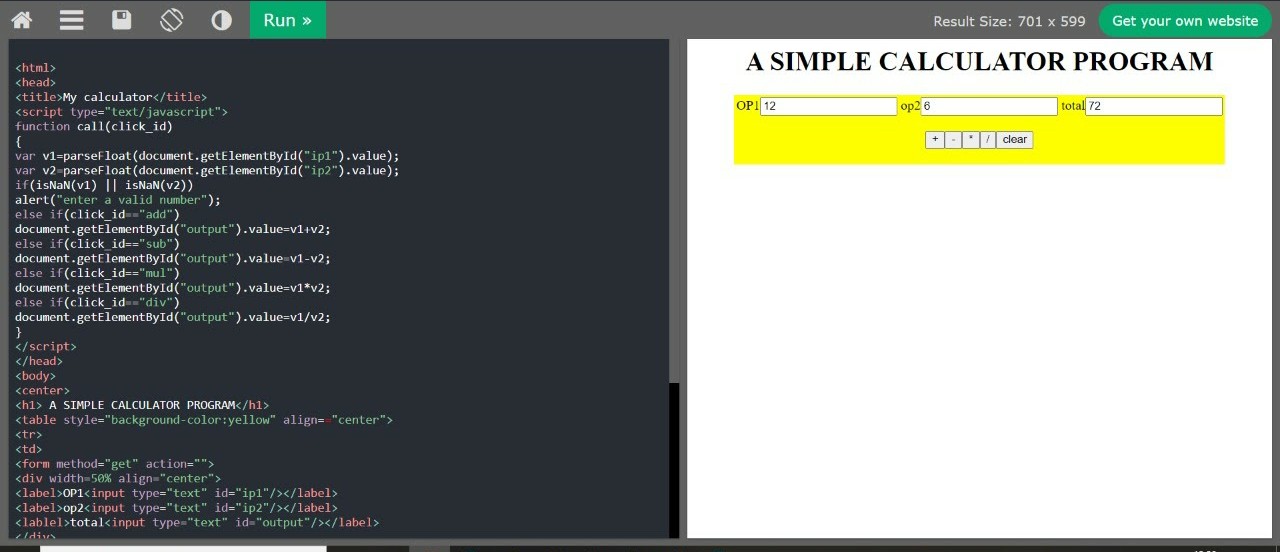 Run »
Result Size: 701 x 599
Get your own website
<html>
<head>
<title>My calculator</title>
<script type="text/javascript">
function call(click_id)
{
var v1=parseFloat(document.getElementById("ip1").value);
var v2=parseFloat(document.getElementById("ip2").value);
if(isNaN(v1) || isNaN(v2))
alert("enter a valid number");
else if(click_id=="add")
document.getElementById("output").value=v1+v2;
else if(click_id=="sub")
document.getElementById("output").value=v1-v2;
else if(click_id=="mul")
document.getElementById("output").value=v1*v2;
else if(click_id=="div")
document.getElementById("output").value=v1/v2;
}
</script>
</head>
<body>
<center>
<h1> A SIMPLE CALCULATOR PROGRAM</h1>
<table style="background-color:yellow" align=="center">
<tr>
<td>
<form method="get" action="">
<div width=50% align="center">
<label>OP1<input type="text" id="ip1"/></label>
<label>op2<input type="text" id="ip2"/></label>
<lablel>total<input type="text" id="output"/></label>
</div>
A SIMPLE CALCULATOR PROGRAM
OP1 12 op2 6 total 72
+ - * / clear